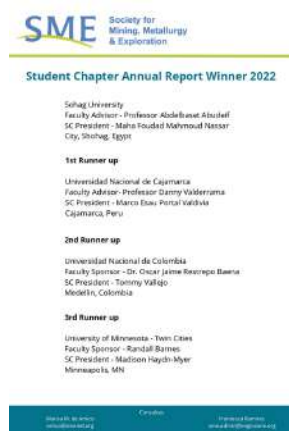 SME
Society for
Mining, Metallurgy
& Exploration
Student Chapter Annual Report Winner 2022
Sohag University
Faculty Advisor - Professor Abdelbaset Abudeif
SC President - Maha Foudad Mahmoud Nassar
City, Shohag, Egypt
1st Runner up
Universidad Nacional de Cajamarca
Faculty Advisor- Professor Danny Valderrama
SC President - Marco Esau Portal Valdivia
Cajamarca, Peru
2nd Runner up
Universidad Nacional de Colombia
Faculty Sponsor - Dr. Oscar Jaime Restrepo Baena
SC President - Tommy Vallejo
Medellin, Colombia
3rd Runner up
University of Minnesota - Twin Cities
Faculty Sponsor - Randall Barnes
SC President - Madison Haydn-Myer
Minneapolis, MN